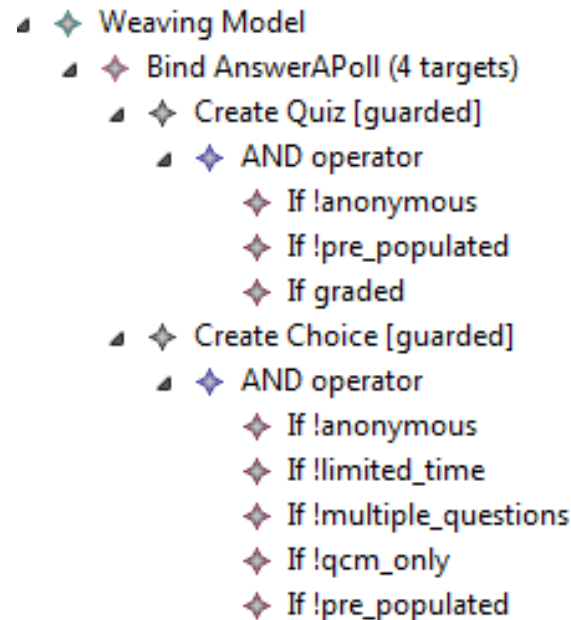 Weaving Model
Bind AnswerAPoll (4 targets)
Create Quiz [guarded]
AND operator
If !anonymous
If !pre_populated
If graded
Create Choice [guarded]
AND operator
If !anonymous
If !limited_time
If !multiple_questions
If !qcm_only
If !pre_populated